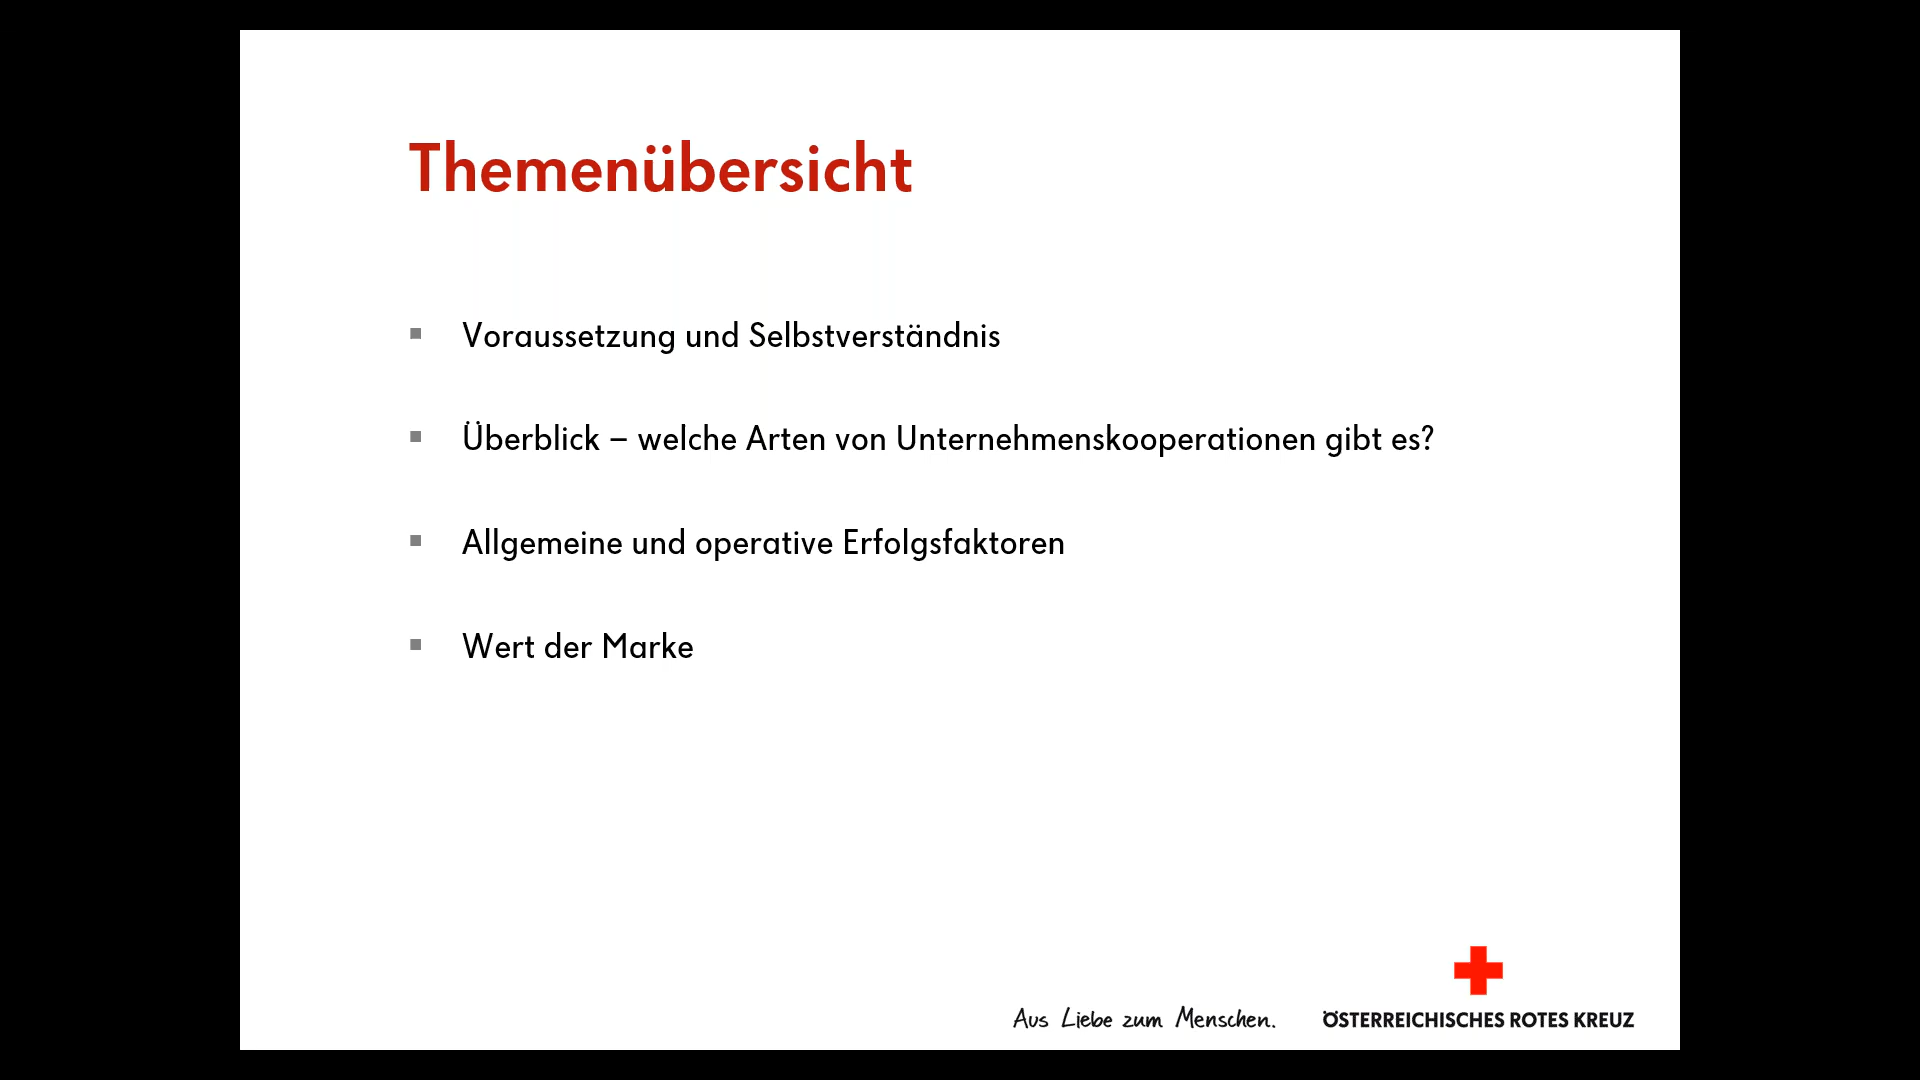 Themenübersicht
Voraussetzung und Selbstverständnis
Überblick – welche Arten von Unternehmenskooperationen gibt es?
Allgemeine und operative Erfolgsfaktoren
Wert der Marke
Aus Liebe zum Menschen.
ÖSTERREICHISCHES ROTES KREUZ